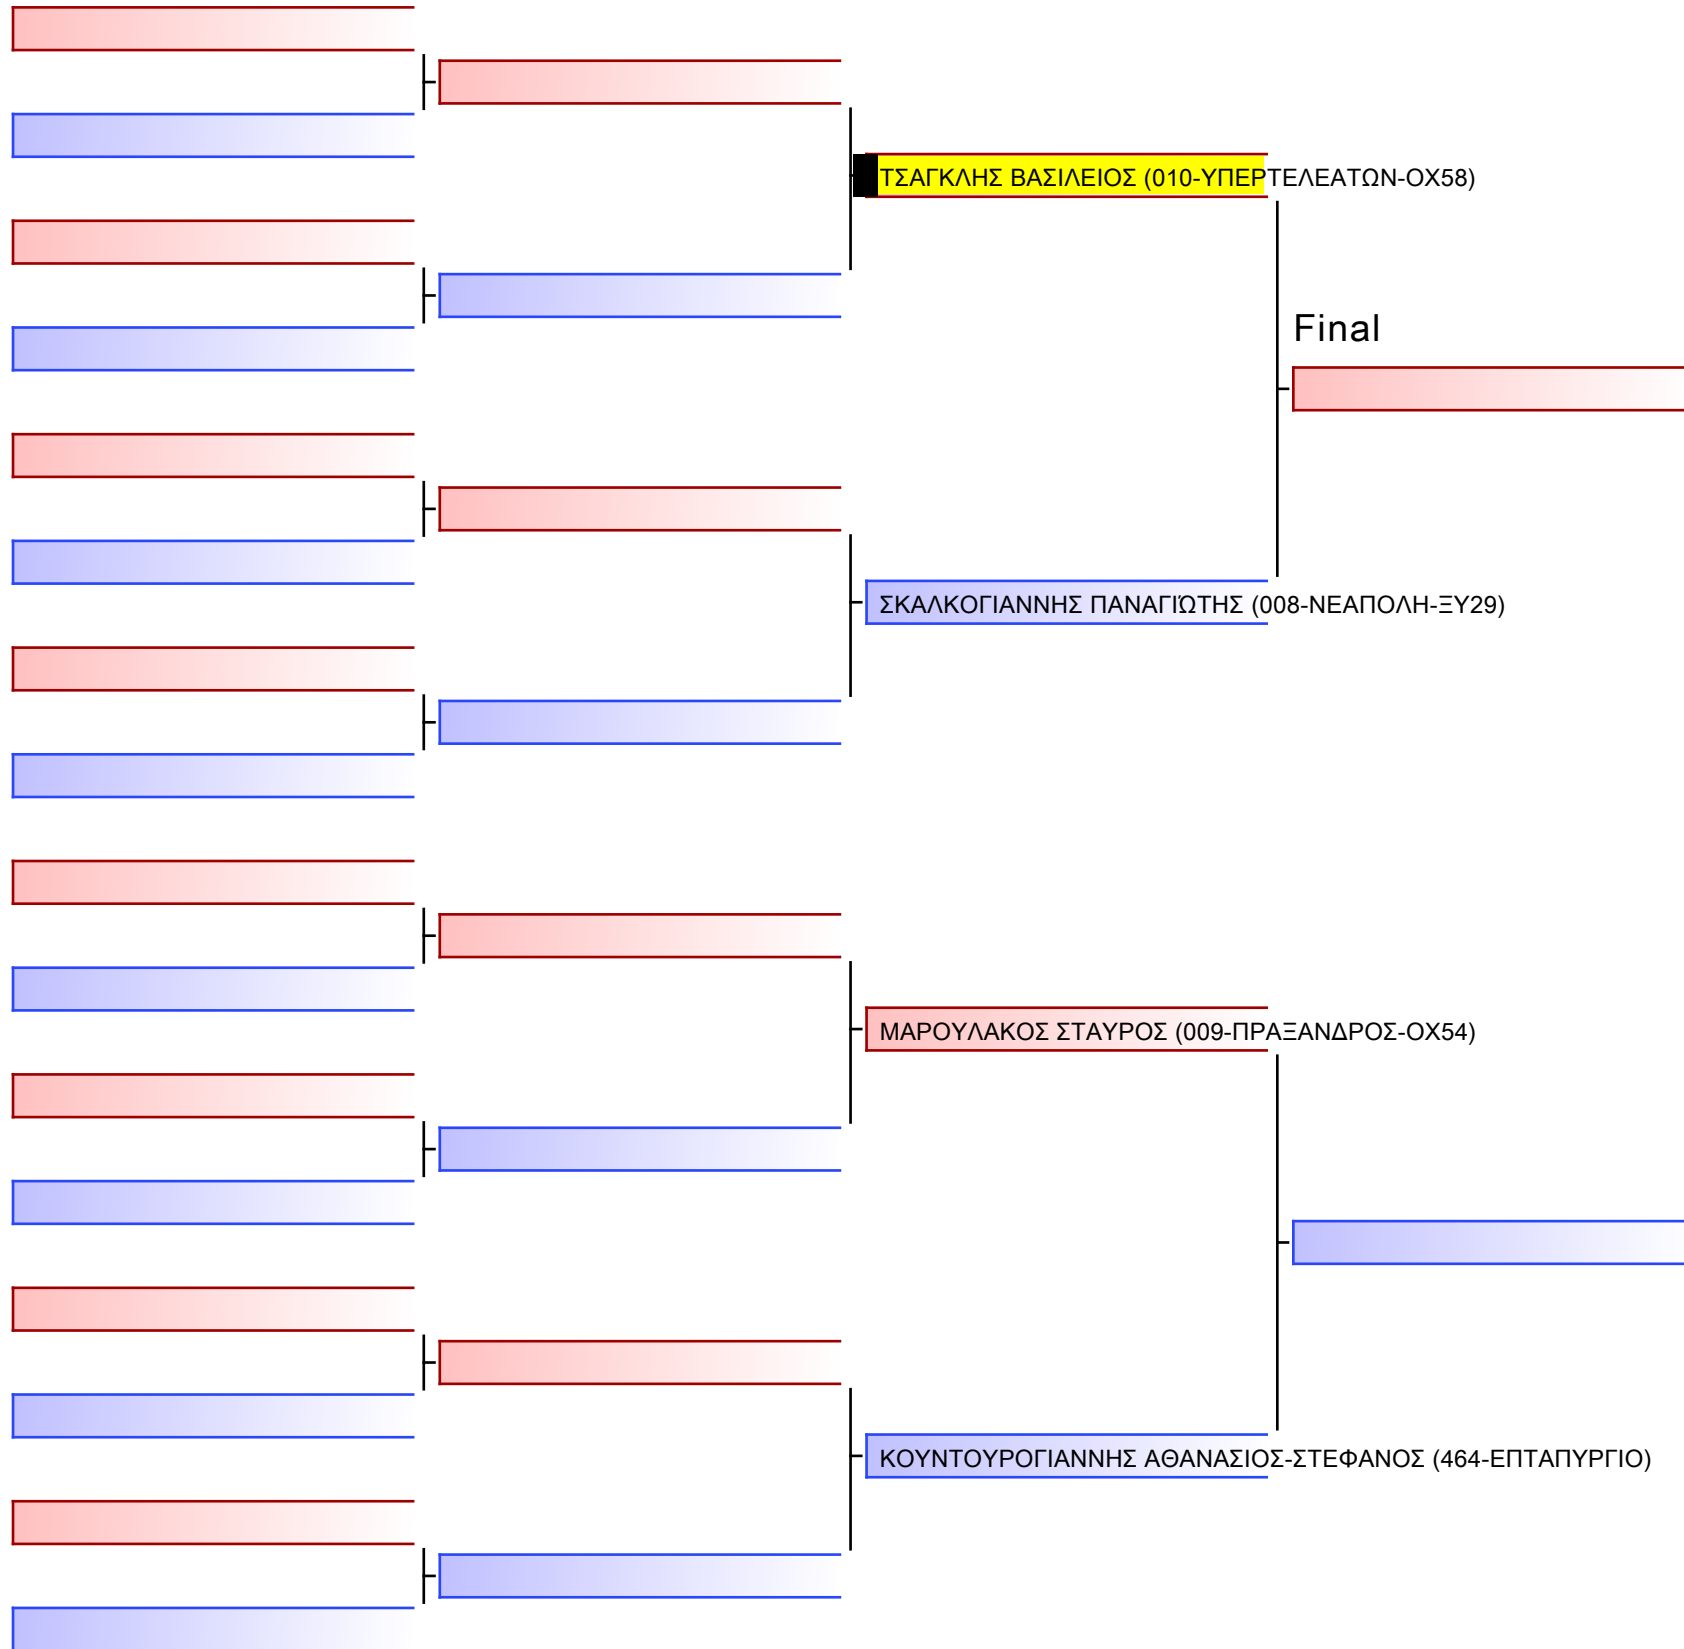 ΤΣΑΓΚΛΗΣ ΒΑΣΙΛΕΙΟΣ (010-ΥΠΕΡΤΕΛΕΑΤΩΝ-ΟΧ58)
Final
ΣΚΑΛΚΟΓΙΑΝΝΗΣ ΠΑΝΑΓΙΏΤΗΣ (008-ΝΕΑΠΟΛΗ-ΞΥ29)
ΜΑΡΟΥΛΑΚΟΣ ΣΤΑΥΡΟΣ (009-ΠΡΑΞΑΝΔΡΟΣ-ΟΧ54)
ΚΟΥΝΤΟΥΡΟΓΙΑΝΝΗΣ ΑΘΑΝΑΣΙΟΣ-ΣΤΕΦΑΝΟΣ (464-ΕΠΤΑΠΥΡΓΙΟ)